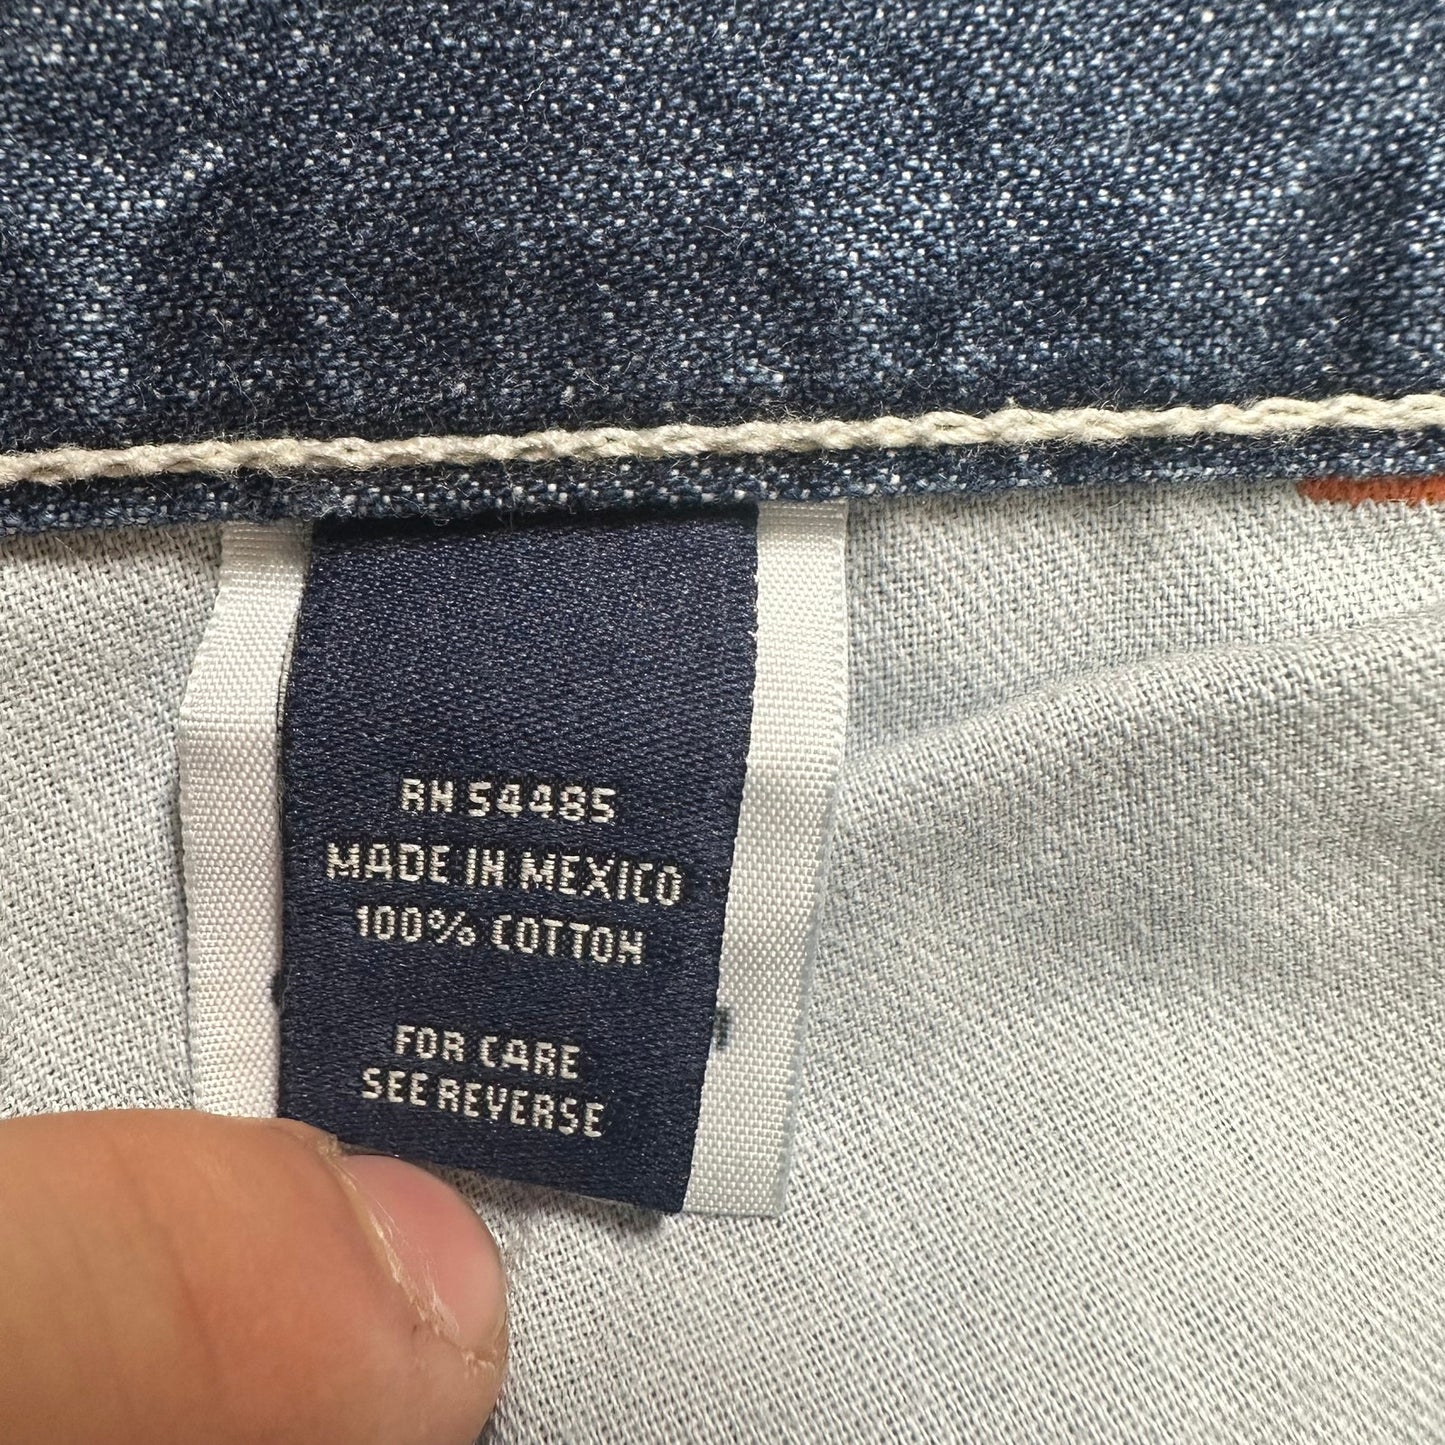 RN 54485
MADE IN MEXICO
100% COTTON
FOR CARE
SEE REVERSE